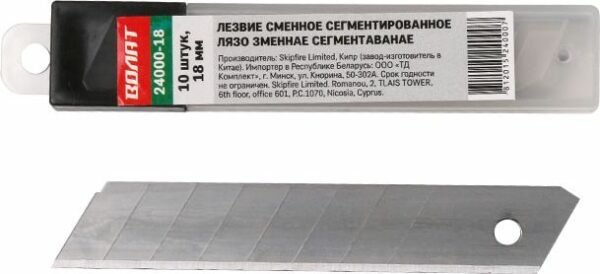 ВОЛАТ
24000-18
10 штук,
18 мм
ЛЕЗВИЕ СМЕННОЕ СЕГМЕНТИРОВАННОЕ
ЛЯЗО ЗМЕННАЕ СЕГМЕНТАВАНАЕ
Производитель: Skipfire Limited, Кипр (завод-изготовитель в
Китае). Импортер в Республике Беларусь: ООО «ТД
Комплект», г. Минск, ул. Кнорина, 50-302А. Срок годности
не ограничен. Skipfire Limited. Romanou, 2, TLAIS TOWER,
6th floor, office 601, P.C.1070, Nicosia, Cyprus.